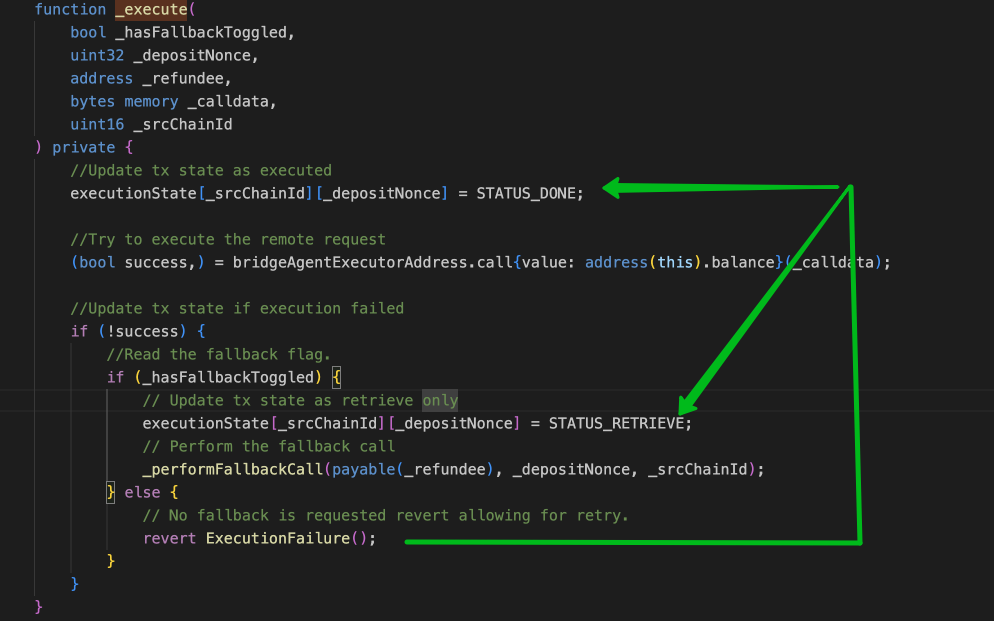 function _execute(
bool _hasFallbackToggled,
uint32 _depositNonce,
address _refundee,
bytes memory _calldata,
uint16 _srcChainId
) private {
//Update tx state as executed
executionState[_srcChainId][_depositNonce] = STATUS_DONE;
//Try to execute the remote request
(bool success,) = bridgeAgentExecutorAddress.call{value: address(this).balance}(_calldata);
//Update tx state if execution failed
if (!success) {
//Read the fallback flag.
if (_hasFallbackToggled) {
// Update tx state as retrieve only
executionState[_srcChainId][_depositNonce] = STATUS_RETRIEVE;
// Perform the fallback call
_performFallbackCall(payable(_refundee), _depositNonce, _srcChainId);
} else {
// No fallback is requested revert allowing for retry.
revert ExecutionFailure();
}
}
}